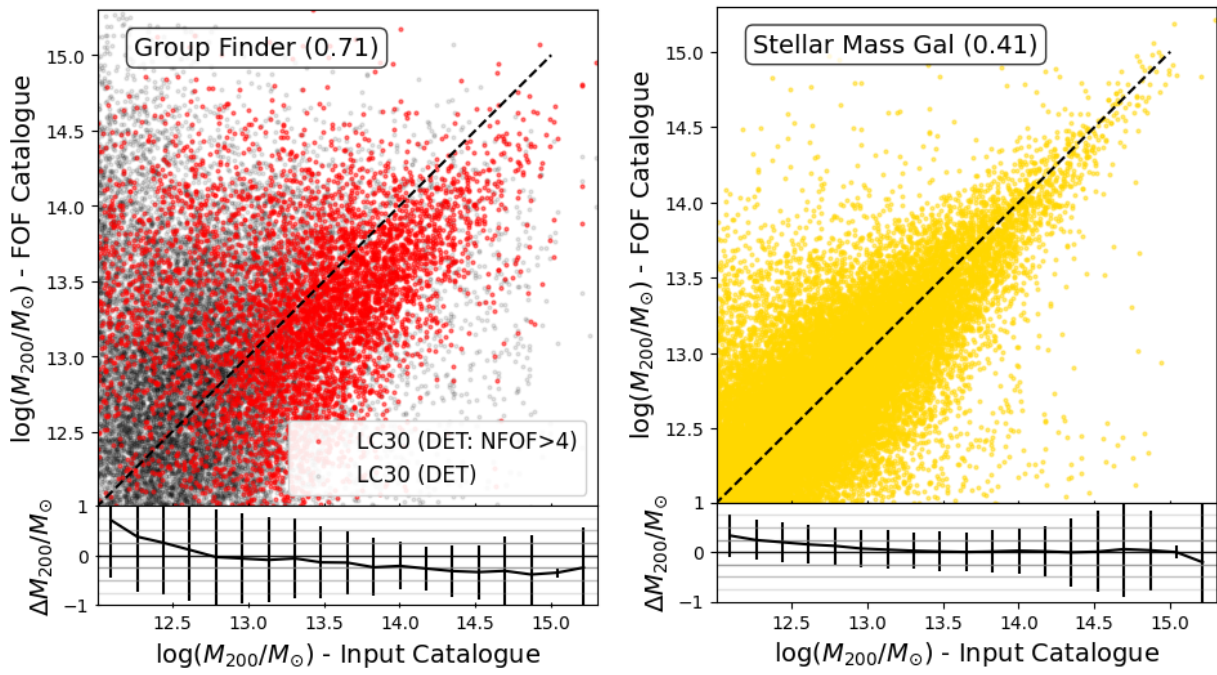 Group Finder (0.71)
log(M₂₀₀/M⊙) - FOF Catalogue
15.0
14.5
14.0
13.5
13.0
12.5
LC30 (DET: NFOF>4)
LC30 (DET)
ΔM₂₀₀/M⊙
1
0
−1
12.5 13.0 13.5 14.0 14.5 15.0
log(M₂₀₀/M⊙) - Input Catalogue
Stellar Mass Gal (0.41)
log(M₂₀₀/M⊙) - FOF Catalogue
15.0
14.5
14.0
13.5
13.0
12.5
ΔM₂₀₀/M⊙
1
0
−1
12.5 13.0 13.5 14.0 14.5 15.0
log(M₂₀₀/M⊙) - Input Catalogue